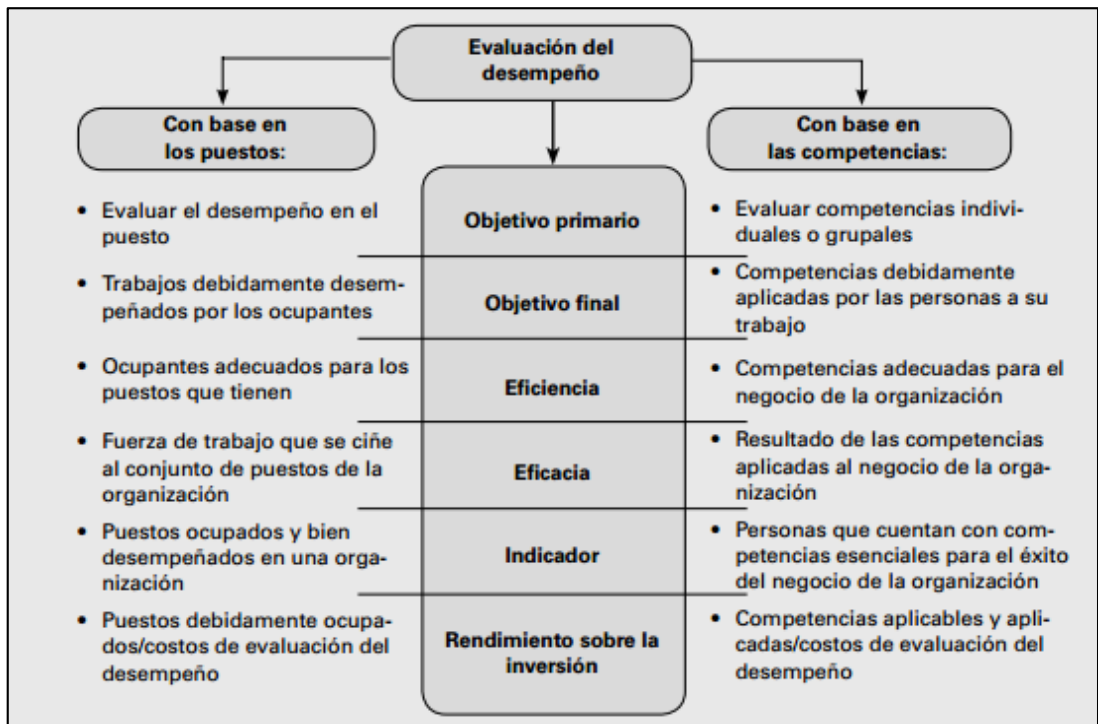 Evaluación del
desempeño
Con base en
los puestos:
Con base en
las competencias:
• Evaluar el desempeño en el
puesto
Objetivo primario
• Evaluar competencias indivi-
duales o grupales
• Trabajos debidamente desem-
peñados por los ocupantes
Objetivo final
• Competencias debidamente
aplicadas por las personas a su
trabajo
• Ocupantes adecuados para los
puestos que tienen
Eficiencia
• Competencias adecuadas para el
negocio de la organización
• Fuerza de trabajo que se ciñe
al conjunto de puestos de la
organización
Eficacia
• Resultado de las competencias
aplicadas al negocio de la orga-
nización
• Puestos ocupados y bien
desempeñados en una orga-
nización
Indicador
• Personas que cuentan con com-
petencias esenciales para el éxito
del negocio de la organización
• Puestos debidamente ocupa-
dos/costos de evaluación del
desempeño
Rendimiento sobre la
inversión
• Competencias aplicables y apli-
cadas/costos de evaluación del
desempeño